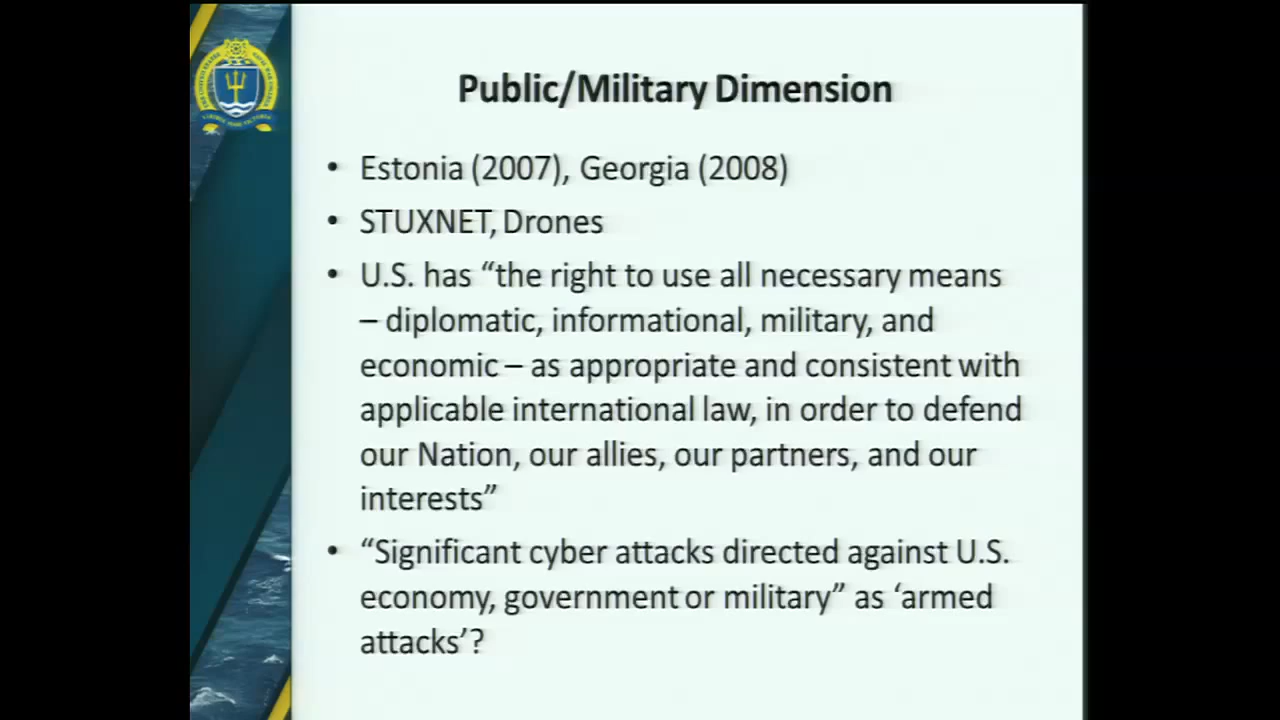 Public/Military Dimension
• Estonia (2007), Georgia (2008)
• STUXNET, Drones
• U.S. has “the right to use all necessary means
– diplomatic, informational, military, and
economic – as appropriate and consistent with
applicable international law, in order to defend
our Nation, our allies, our partners, and our
interests”
• “Significant cyber attacks directed against U.S.
economy, government or military” as ‘armed
attacks’?